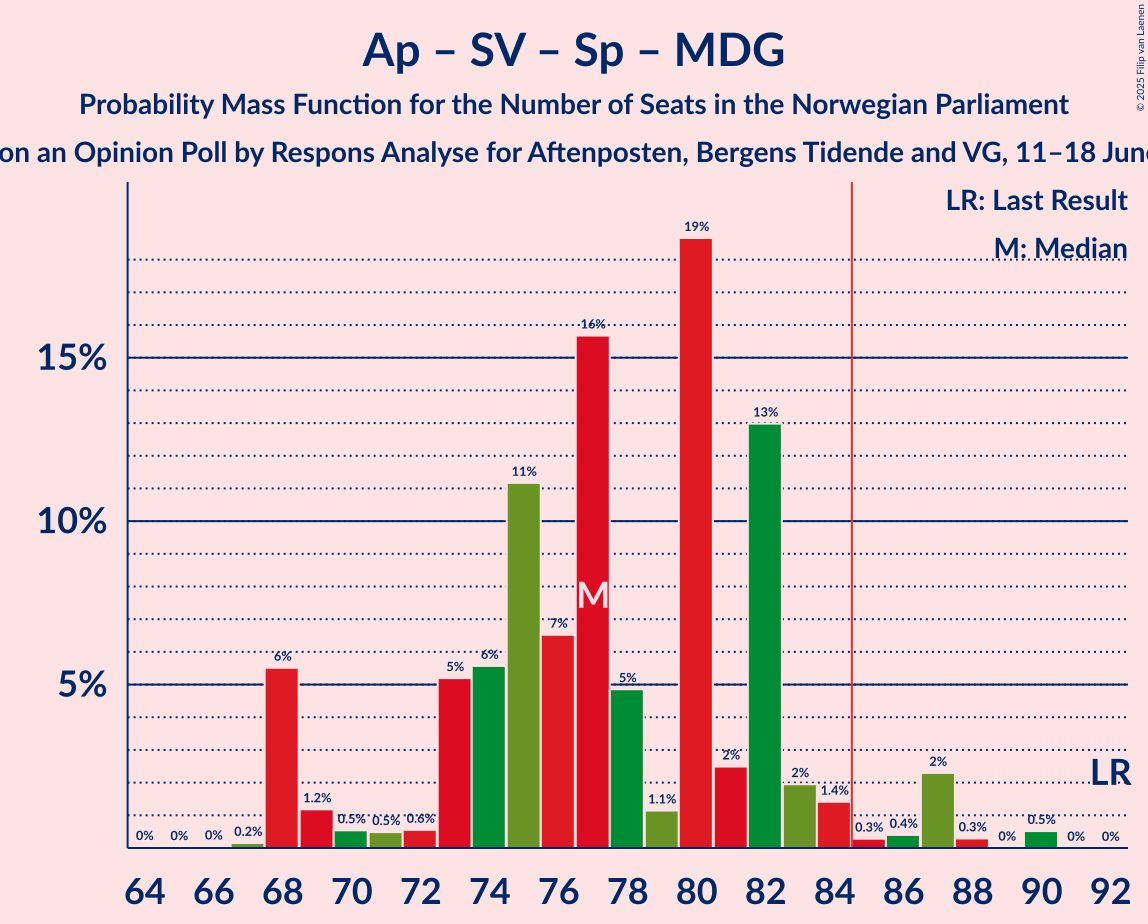 Ap – SV – Sp – MDG
Probability Mass Function for the Number of Seats in the Norwegian Parliament
on an Opinion Poll by Respons Analyse for Aftenposten, Bergens Tidende and VG, 11–18 June
© 2025 Filip van Laenen
LR: Last Result
M: Median
15%
10%
5%
0% 0% 0% 0.2% 6% 1.2% 0.5% 0.5% 0.6% 5% 6% 11% 7% 16% 5% 1.1% 19% 2% 13% 2% 1.4% 0.3% 0.4% 2% 0.3% 0% 0.5% 0% 0%
M
LR
64 66 68 70 72 74 76 78 80 82 84 86 88 90 92